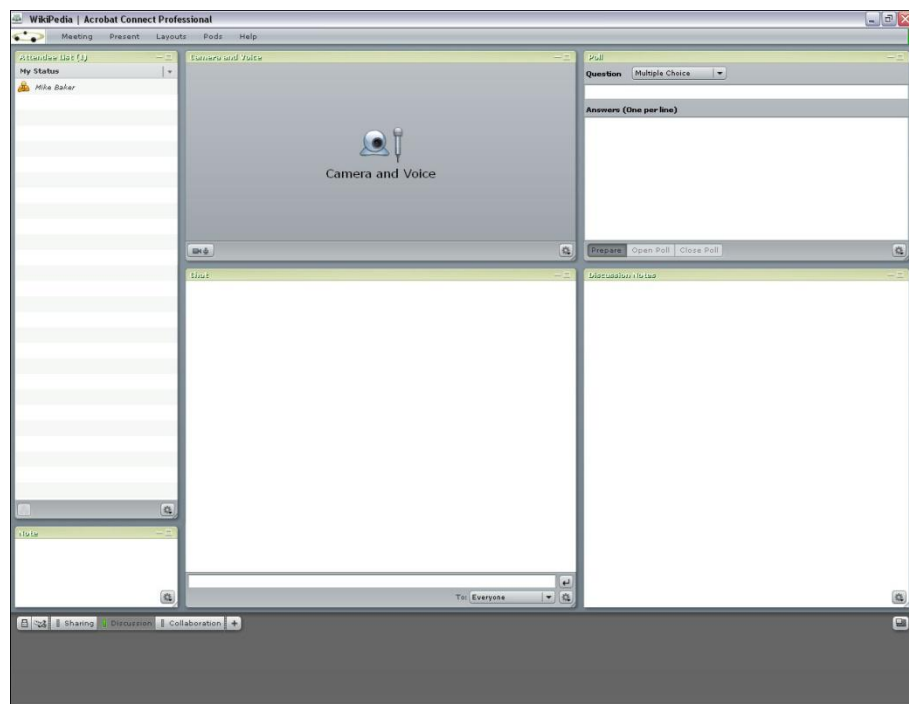 WikiPedia | Acrobat Connect Professional
Meeting Present Layouts Pods Help
Attendee List (1)
My Status
Mike Baker
Camera and Voice
Camera and Voice
Poll
Question Multiple Choice
Answers (One per line)
Prepare Open Poll Close Poll
Chat
To: Everyone
Discussion Notes
Note
Sharing Discussion Collaboration +